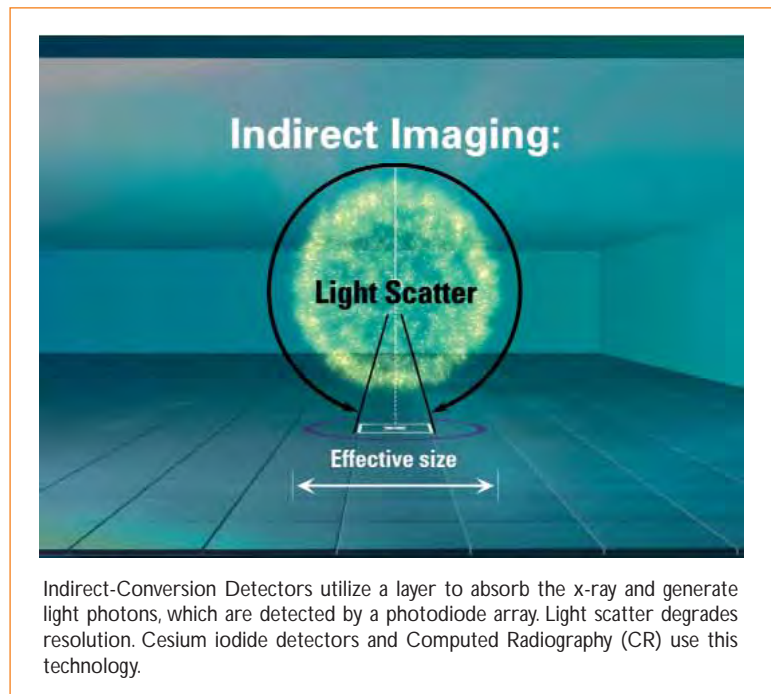 Indirect Imaging:
Light Scatter
Effective size
Indirect-Conversion Detectors utilize a layer to absorb the x-ray and generate
light photons, which are detected by a photodiode array. Light scatter degrades
resolution. Cesium iodide detectors and Computed Radiography (CR) use this
technology.